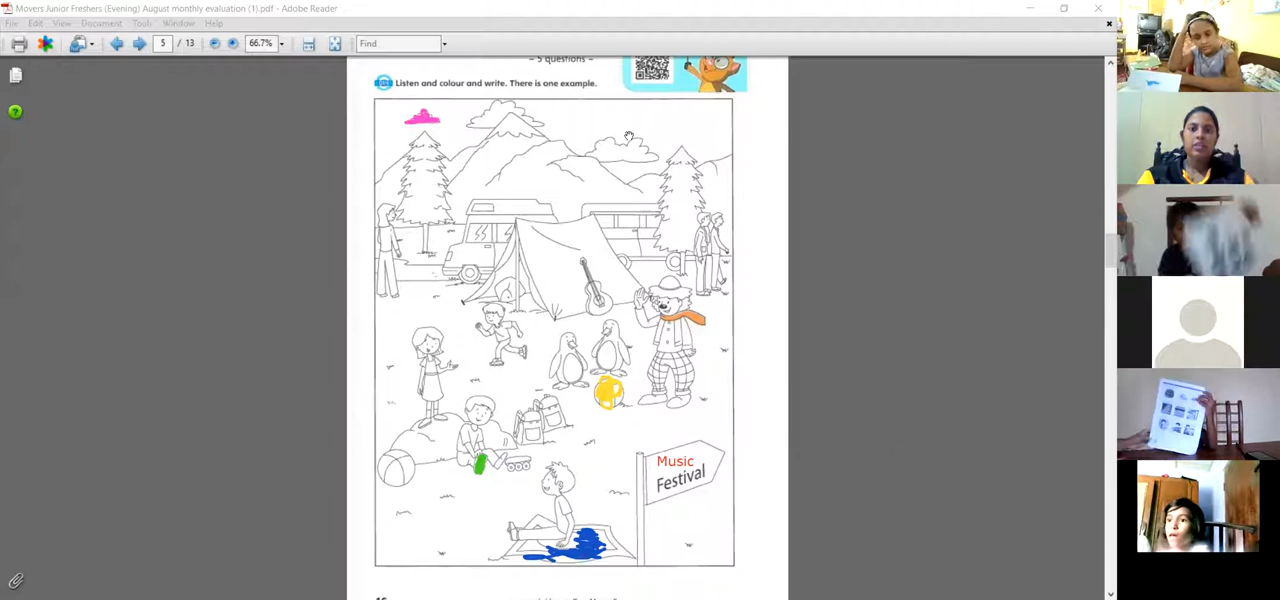 Movers Junior Freshers (Evening) August monthly evaluation (1).pdf - Adobe Reader
File Edit View Document Tools Window Help
5 / 13 66.7% Find
– 5 questions –
Listen and colour and write. There is one example.
Music
Festival